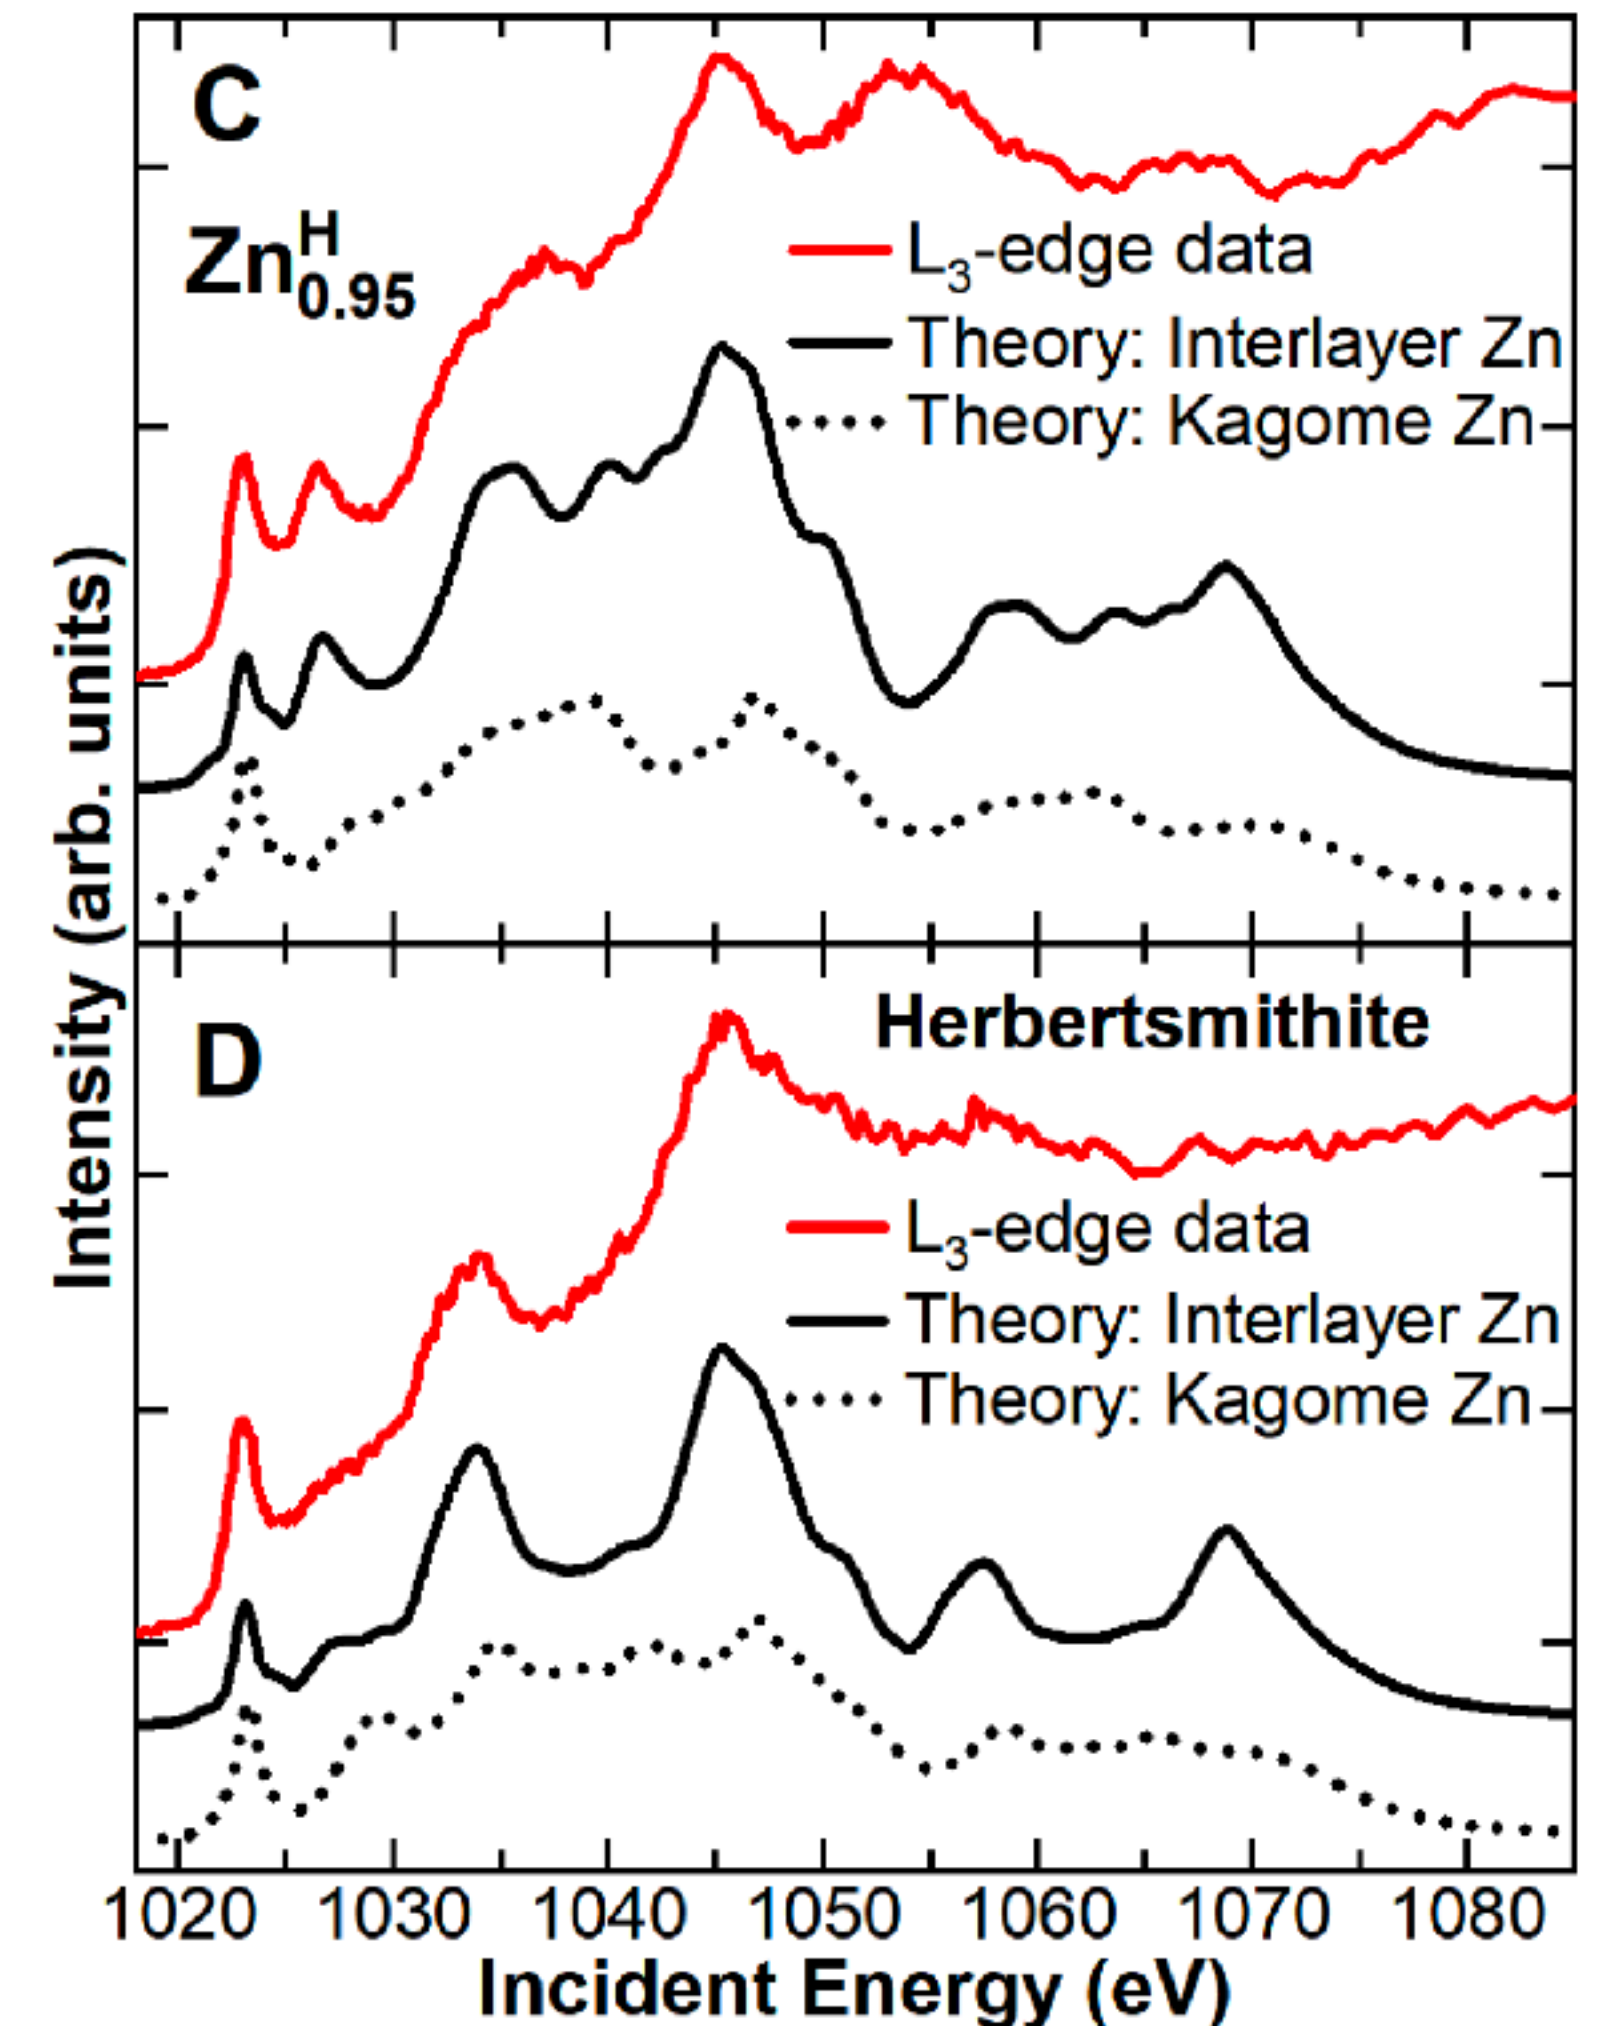 C
Zn^H_0.95
L3-edge data
Theory: Interlayer Zn
Theory: Kagome Zn
Intensity (arb. units)
D
Herbertsmithite
L3-edge data
Theory: Interlayer Zn
Theory: Kagome Zn
1020 1030 1040 1050 1060 1070 1080
Incident Energy (eV)